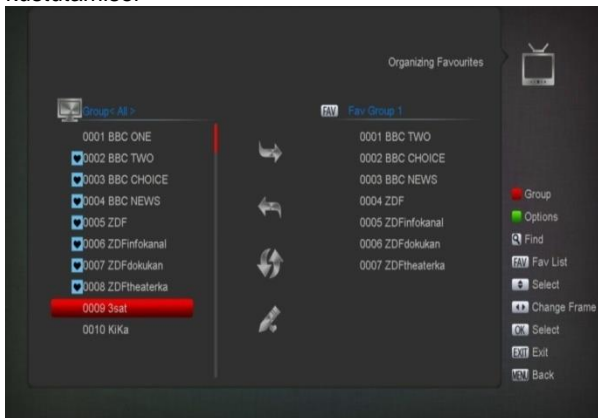 Organizing Favourites
Group< All >
0001 BBC ONE
0002 BBC TWO
0003 BBC CHOICE
0004 BBC NEWS
0005 ZDF
0006 ZDFinfokanal
0007 ZDFdokukan
0008 ZDFtheaterka
0009 3sat
0010 KiKa
FAV Fav Group 1
0001 BBC TWO
0002 BBC CHOICE
0003 BBC NEWS
0004 ZDF
0005 ZDFinfokanal
0006 ZDFdokukan
0007 ZDFtheaterka
Group
Options
Find
FAV Fav List
Select
Change Frame
OK Select
EXIT Exit
MENU Back